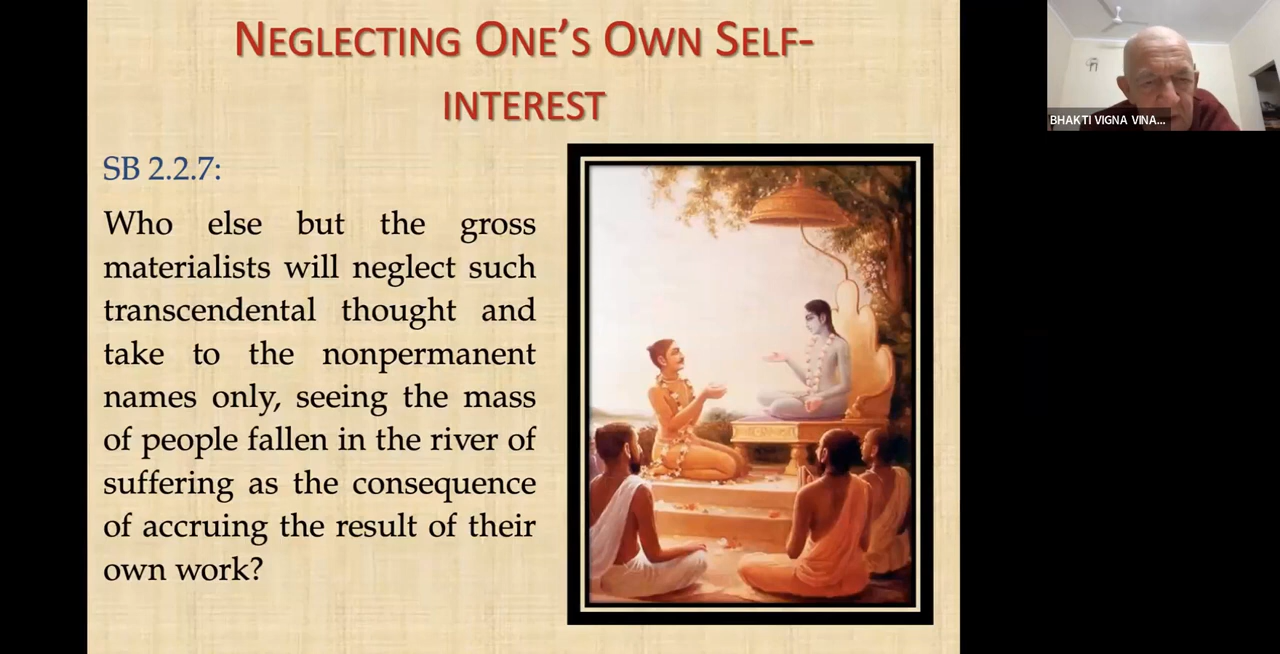 NEGLECTING ONE'S OWN SELF-
INTEREST
SB 2.2.7:
Who else but the gross
materialists will neglect such
transcendental thought and
take to the nonpermanent
names only, seeing the mass
of people fallen in the river of
suffering as the consequence
of accruing the result of their
own work?
BHAKTI VIGNA VINA...